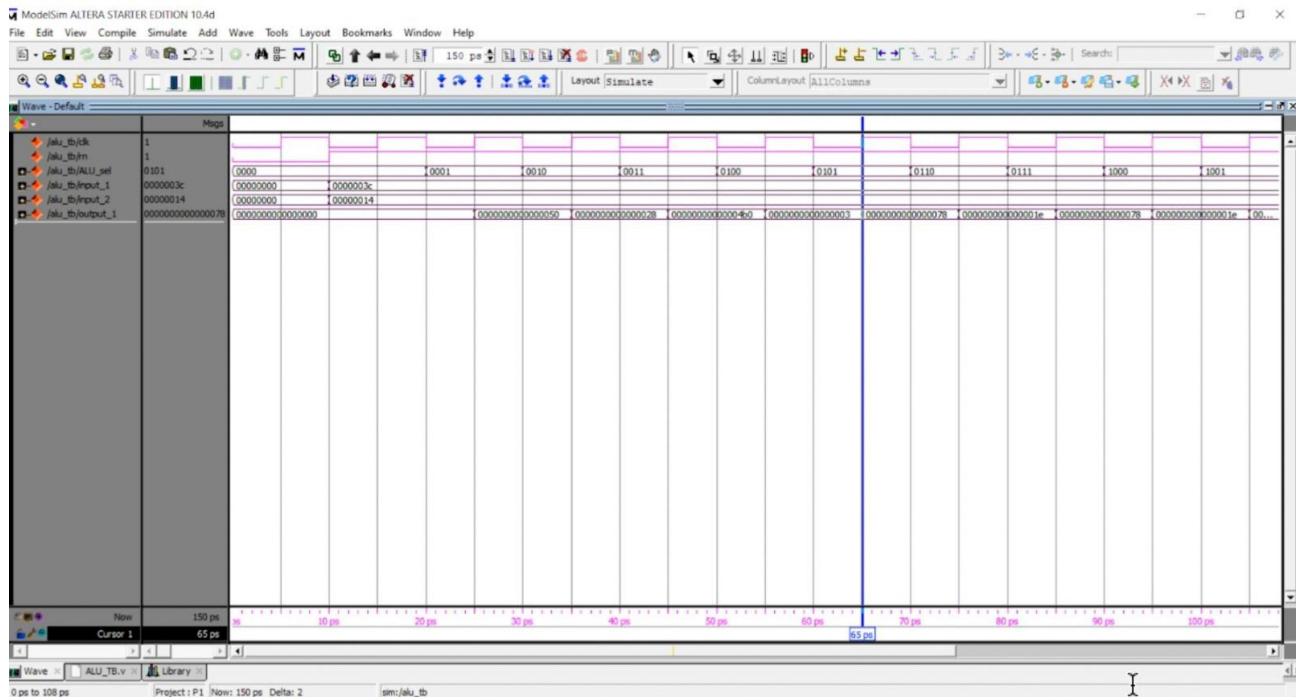 ModelSim ALTERA STARTER EDITION 10.4d
File Edit View Compile Simulate Add Wave Tools Layout Bookmarks Window Help
150 ps Search:
Layout Simulate ColumnLayout AllColumns
Wave - Default
Msgs
/alu_tb/clk 1
/alu_tb/rn 1
/alu_tb/ALU_sel 0101 0000 0001 0010 0011 0100 0101 0110 0111 1000 1001
/alu_tb/input_1 0000003c 00000000 0000003c
/alu_tb/input_2 00000014 00000000 00000014
/alu_tb/output_1 0000000000000078 0000000000000000 0000000000000050 0000000000000028 00000000000004b0 0000000000000003 0000000000000078 000000000000001e 0000000000000078 000000000000001e 00...
Now 150 ps 10 ps 20 ps 30 ps 40 ps 50 ps 60 ps 70 ps 80 ps 90 ps 100 ps
Cursor 1 65 ps 65 ps
Wave ALU_TB.v Library
0 ps to 108 ps Project : P1 Now: 150 ps Delta: 2 sim:/alu_tb